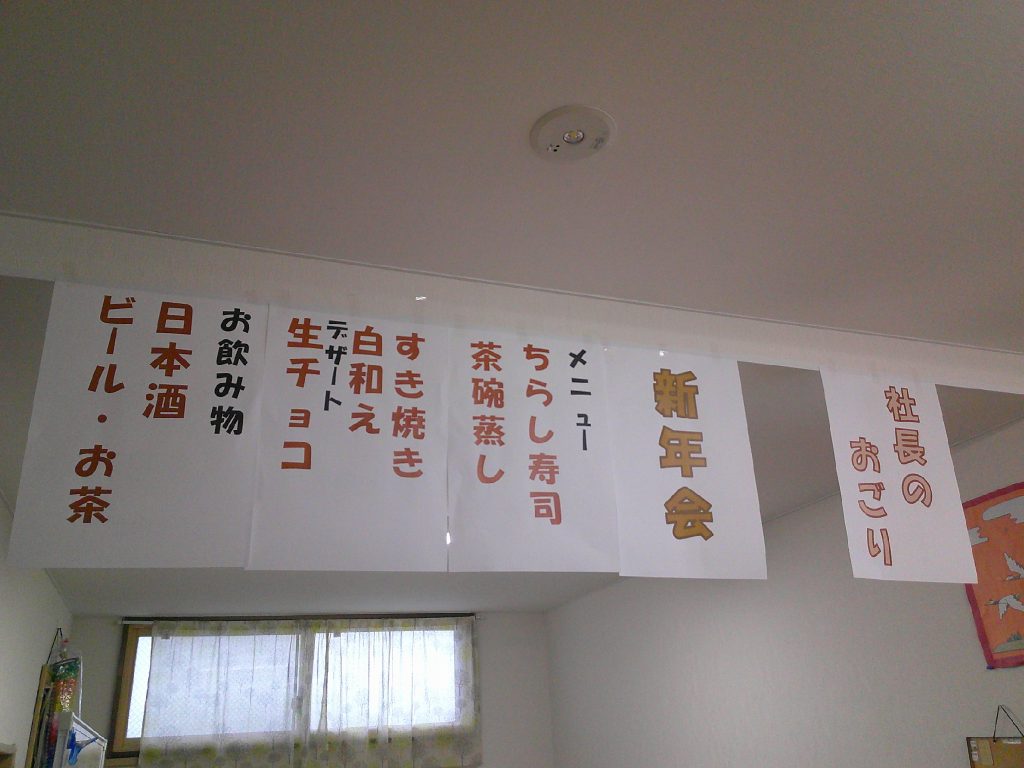 社長の
おごり
新年会
メニュー
ちらし寿司
茶碗蒸し
すき焼き
白和え
デザート
生チョコ
お飲み物
日本酒
ビール・お茶